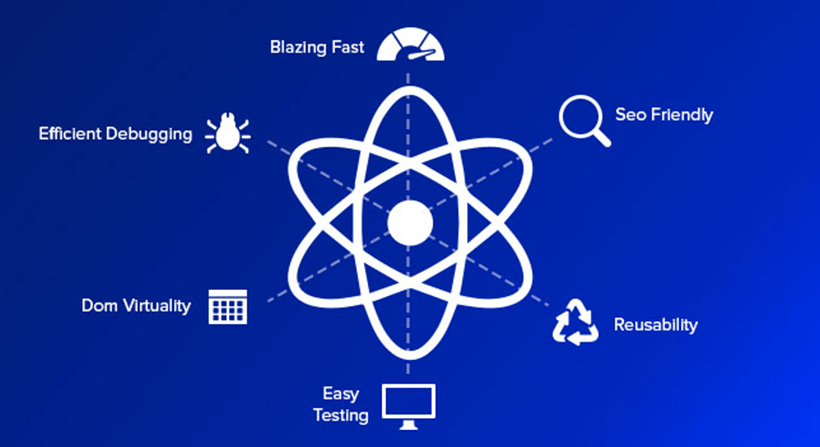 Blazing Fast
Seo Friendly
Efficient Debugging
Dom Virtuality
Reusability
Easy
Testing